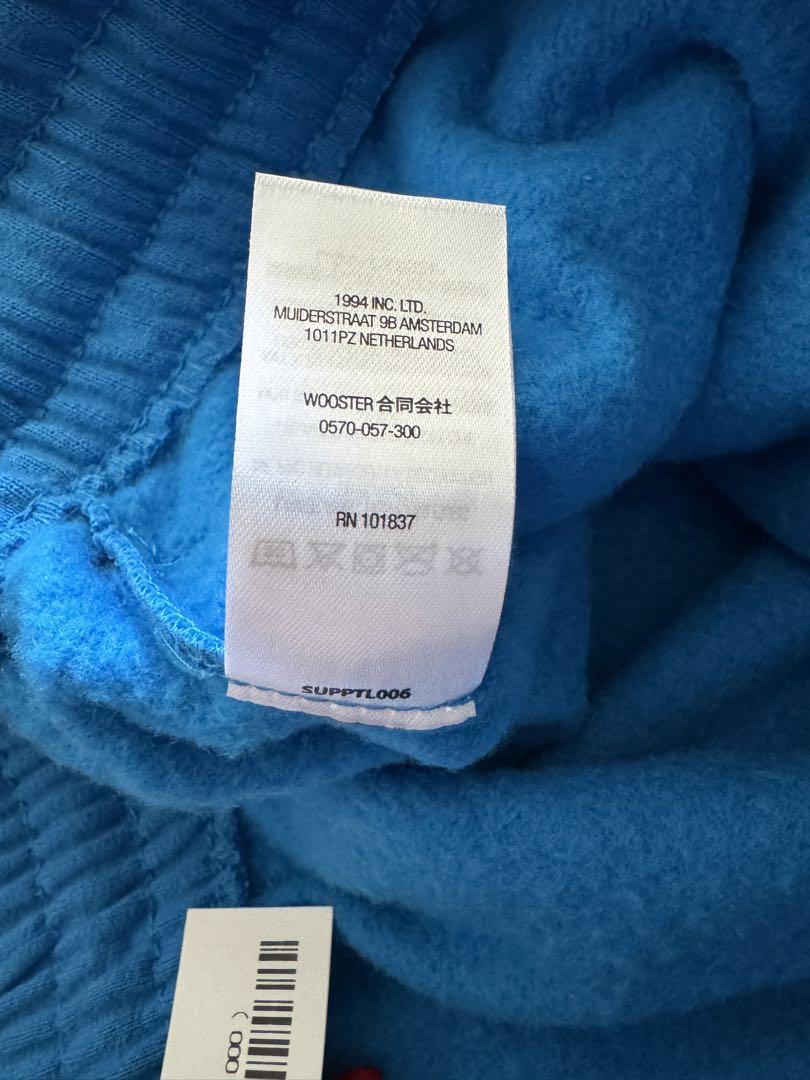 1994 INC. LTD.
MUIDERSTRAAT 9B AMSTERDAM
1011PZ NETHERLANDS
WOOSTER 合同会社
0570-057-300
RN 101837
SUPPTL006
( 000